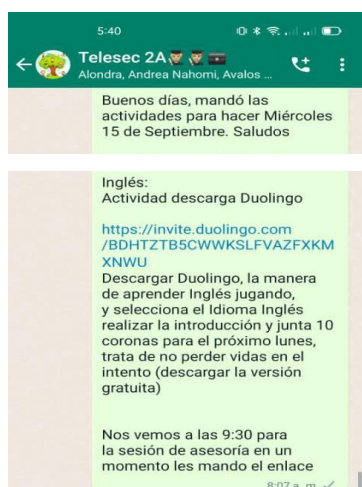 5:40
Telesec 2A
Alondra, Andrea Nahomi, Avalos ...
Buenos días, mandó las
actividades para hacer Miércoles
15 de Septiembre. Saludos
Inglés:
Actividad descarga Duolingo
https://invite.duolingo.com
/BDHTZTB5CWWKSLFVAZFXKM
XNWU
Descargar Duolingo, la manera
de aprender Inglés jugando,
y selecciona el Idioma Inglés
realizar la introducción y junta 10
coronas para el próximo lunes,
trata de no perder vidas en el
intento (descargar la versión
gratuita)
Nos vemos a las 9:30 para
la sesión de asesoría en un
momento les mando el enlace
8:07 a. m.